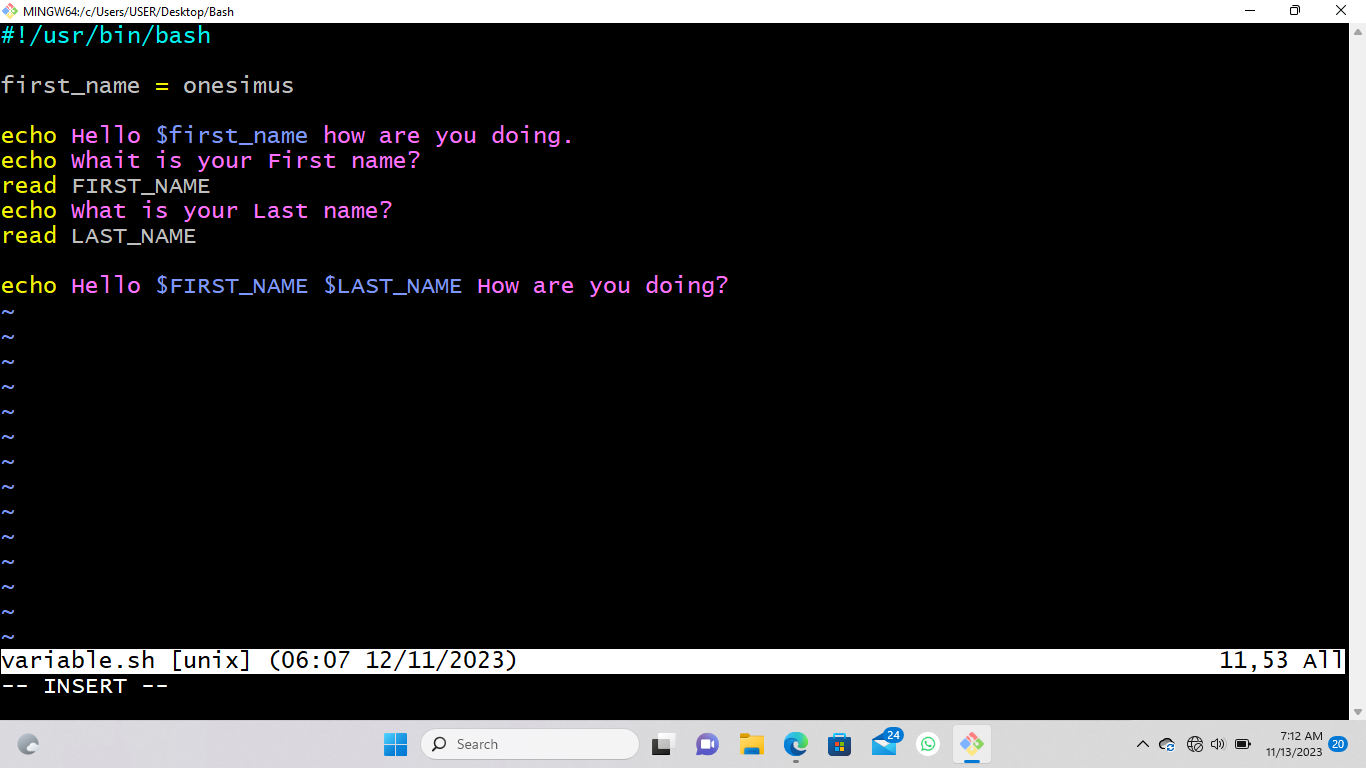 MINGW64:/c/Users/USER/Desktop/Bash
#!/usr/bin/bash
first_name = onesimus
echo Hello $first_name how are you doing.
echo Whait is your First name?
read FIRST_NAME
echo What is your Last name?
read LAST_NAME
echo Hello $FIRST_NAME $LAST_NAME How are you doing?
~
~
~
~
~
~
~
~
~
~
~
~
~
~
variable.sh [unix] (06:07 12/11/2023) 11,53 All
-- INSERT --
Search
24
7:12 AM
11/13/2023
20